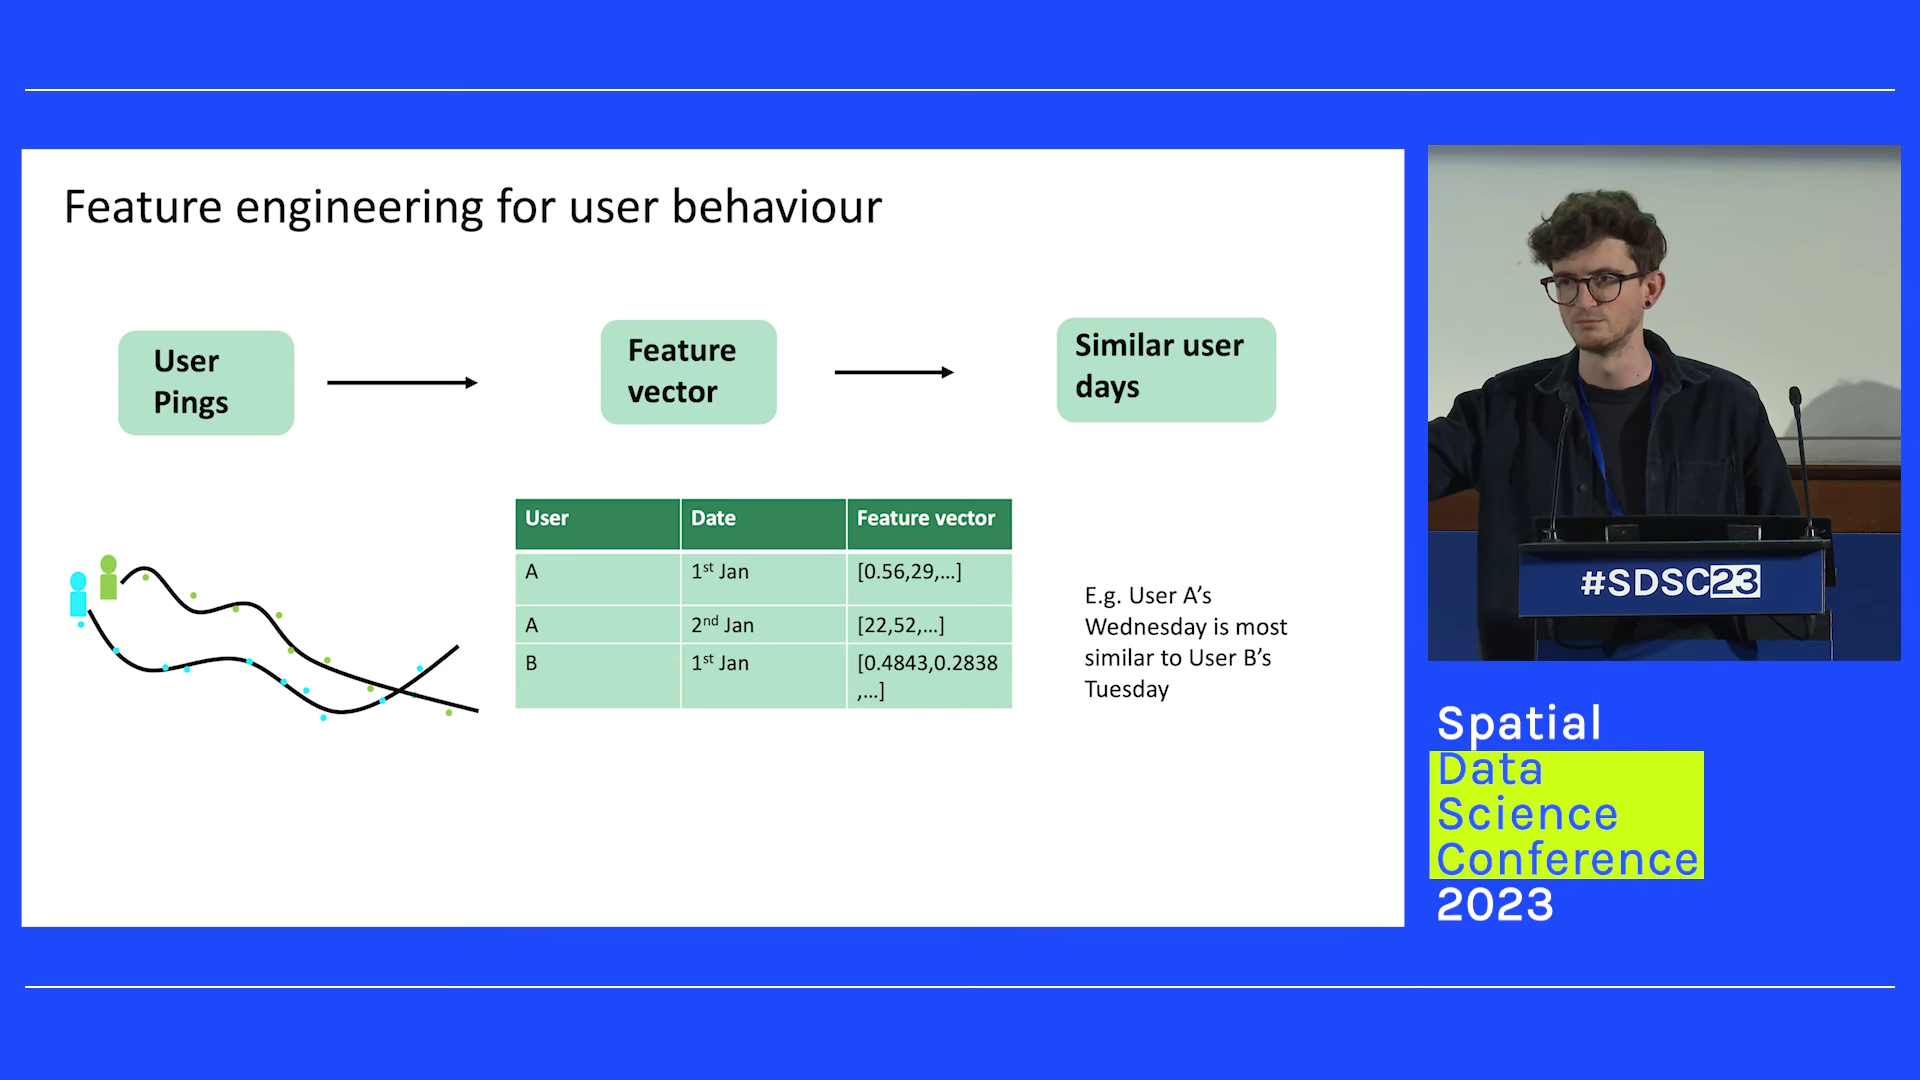 Feature engineering for user behaviour
User
Pings
Feature
vector
Similar user
days
User Date Feature vector
A 1st Jan [0.56,29,...]
A 2nd Jan [22,52,...]
B 1st Jan [0.4843,0.2838
,...]
E.g. User A's
Wednesday is most
similar to User B's
Tuesday
#SDSC23
Spatial
Data
Science
Conference
2023